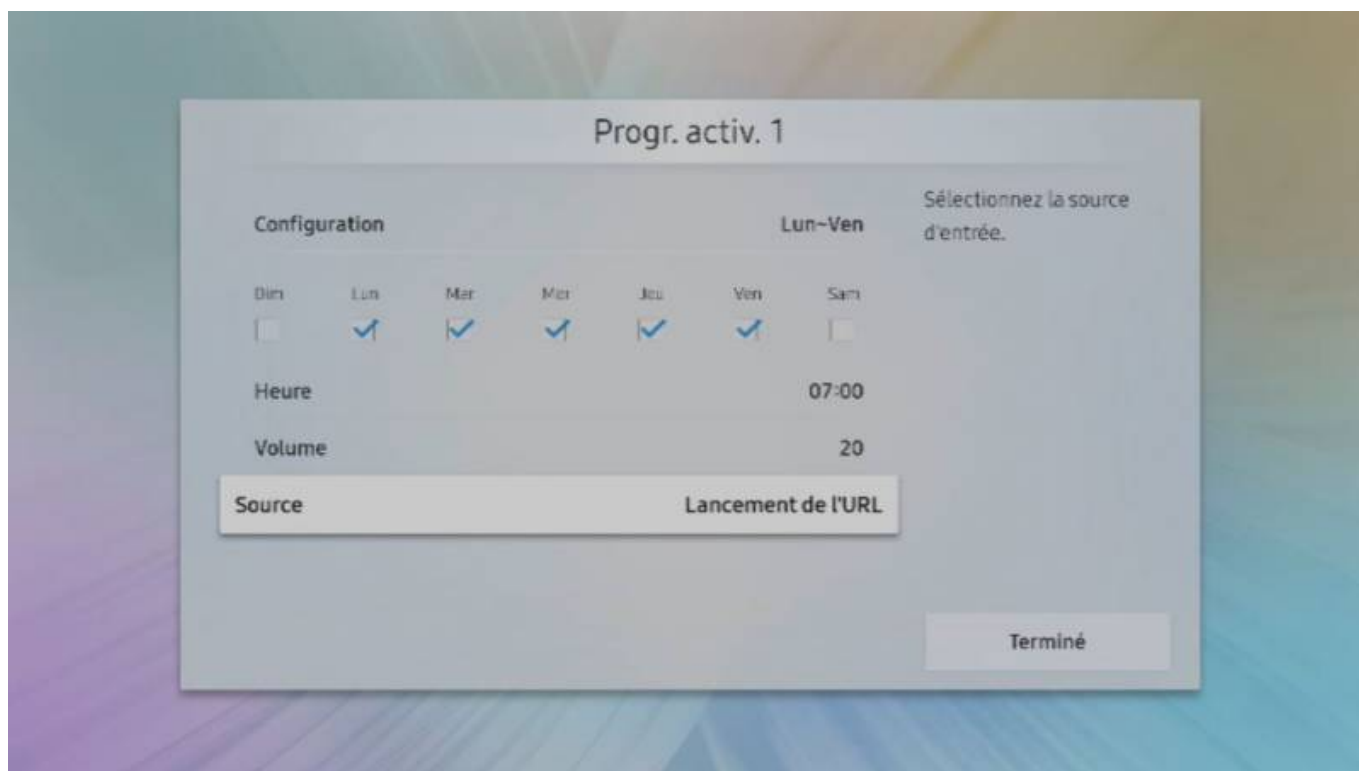 Progr. activ. 1
Sélectionnez la source
d'entrée.
Configuration Lun~Ven
Dim Lun Mar Mer Jeu Ven Sam
Heure 07:00
Volume 20
Source Lancement de l'URL
Terminé